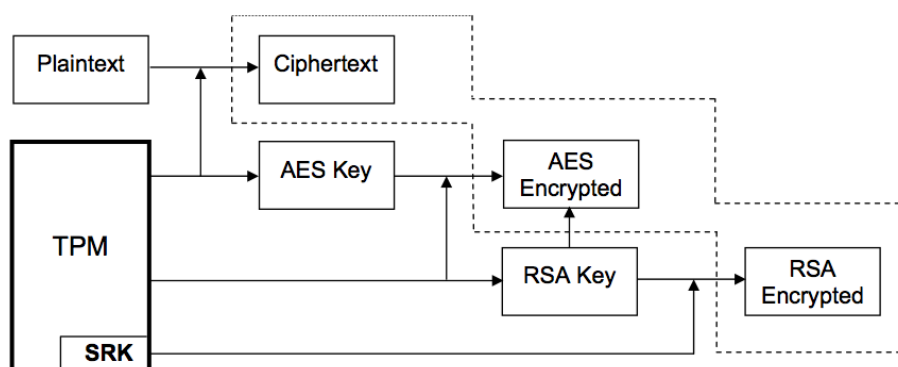 Plaintext
Ciphertext
AES Key
AES
Encrypted
TPM
RSA Key
RSA
Encrypted
SRK